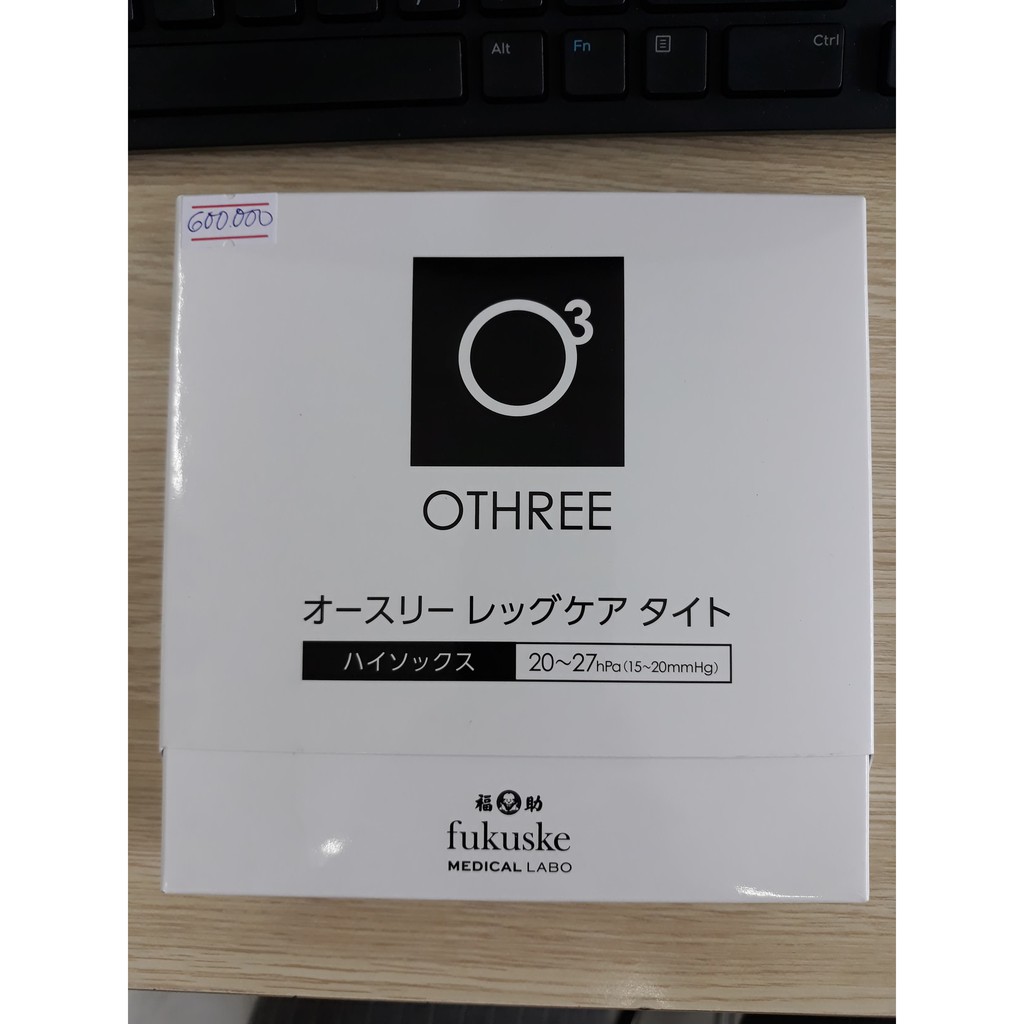 Alt Fn Ctrl
600.000
O3
OTHREE
オースリー レッグケア タイト
ハイソックス 20~27hPa(15~20mmHg)
福助
fukuske
MEDICAL LABO